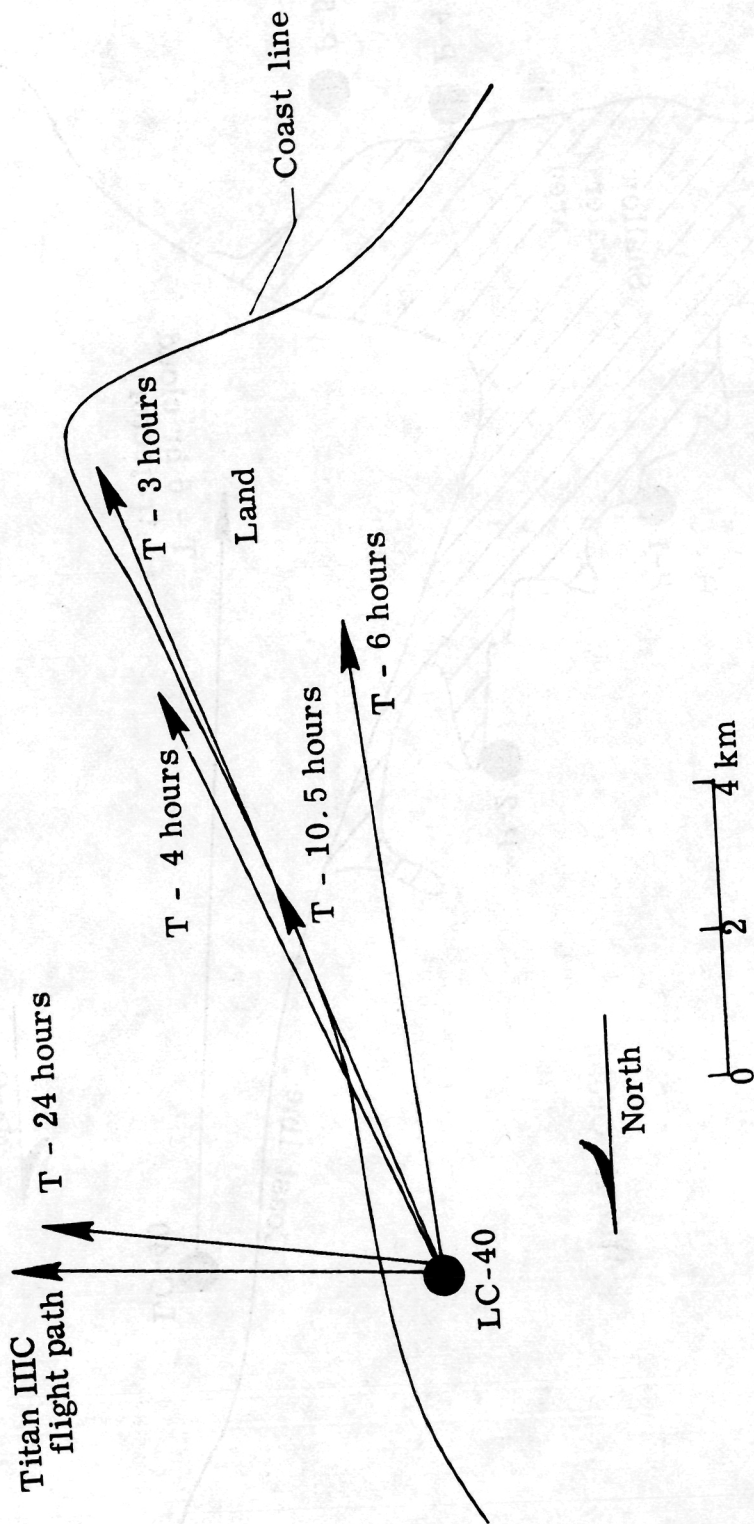 Titan IIIC
flight path
T - 24 hours
T - 4 hours
T - 3 hours
Coast line
Land
T - 10.5 hours
T - 6 hours
LC-40
North
0
2
4 km